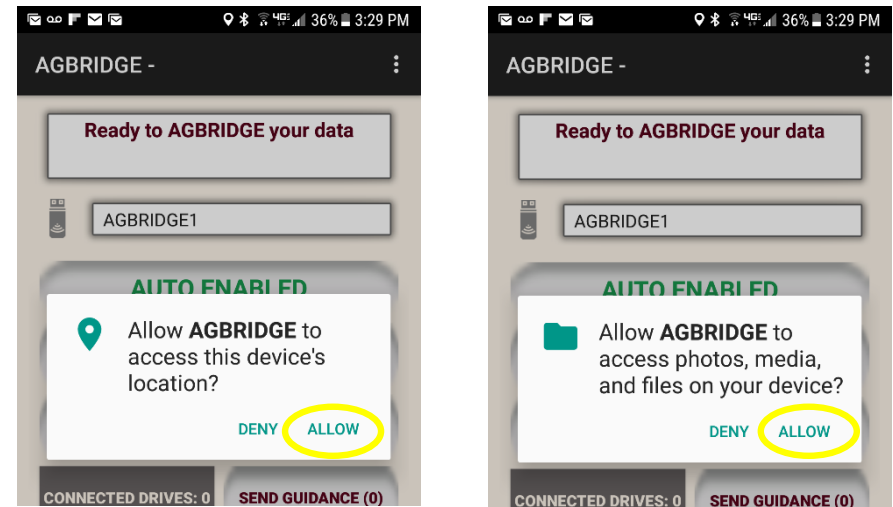 36% 3:29 PM
AGBRIDGE -
Ready to AGBRIDGE your data
AGBRIDGE1
AUTO ENABLED
Allow AGBRIDGE to
access this device's
location?
DENY ALLOW
CONNECTED DRIVES: 0 SEND GUIDANCE (0)
4G 36% 3:29 PM
AGBRIDGE -
Ready to AGBRIDGE your data
AGBRIDGE1
AUTO ENABLED
Allow AGBRIDGE to
access photos, media,
and files on your device?
DENY ALLOW
CONNECTED DRIVES: 0 SEND GUIDANCE (0)